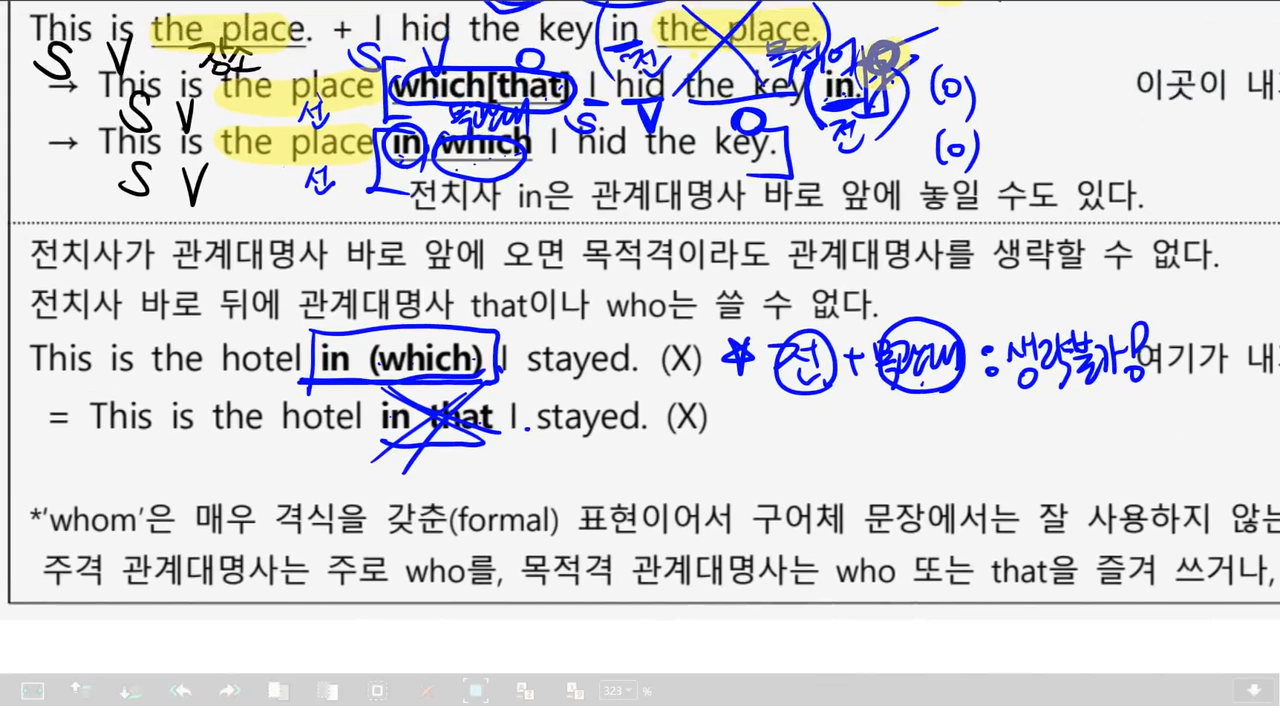 This is the place. + I hid the key in the place.
S V 장소 S V O 전 목적어
→ This is the place which[that] I hid the key in. (O) 이곳이 내
S V 선 목관대 S V O 전
→ This is the place in which I hid the key. (O)
S V 선
전치사 in은 관계대명사 바로 앞에 놓일 수도 있다.
전치사가 관계대명사 바로 앞에 오면 목적격이라도 관계대명사를 생략할 수 없다.
전치사 바로 뒤에 관계대명사 that이나 who는 쓸 수 없다.
This is the hotel in (which) I stayed. (X) 전 + 목관대 : 생략불가능 여기가 내
= This is the hotel in that I stayed. (X)
*'whom'은 매우 격식을 갖춘(formal) 표현이어서 구어체 문장에서는 잘 사용하지 않는
주격 관계대명사는 주로 who를, 목적격 관계대명사는 who 또는 that을 즐겨 쓰거나,
323 %